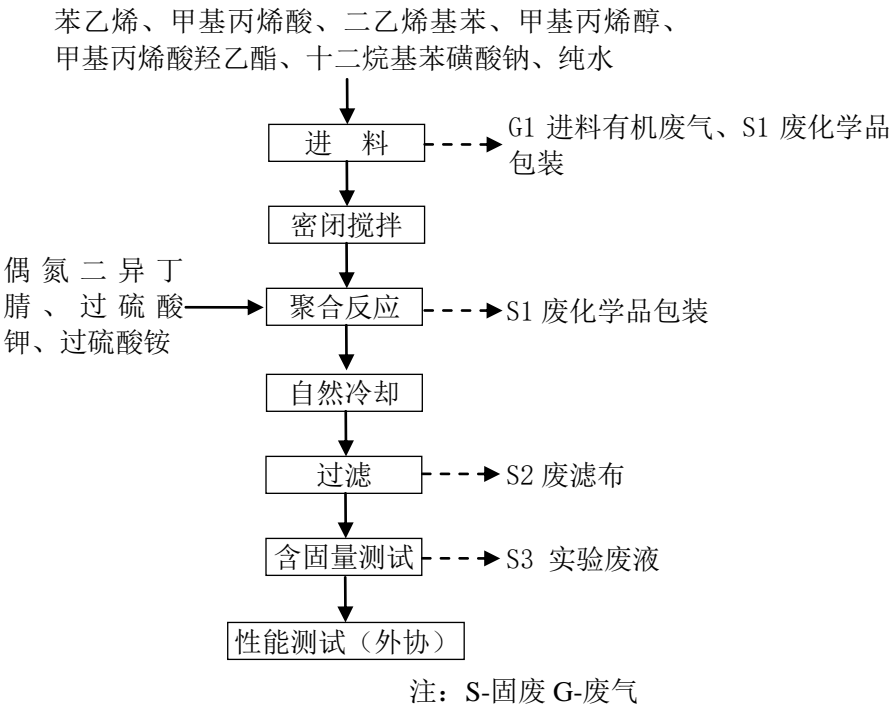 苯乙烯、甲基丙烯酸、二乙烯基苯、甲基丙烯醇、
甲基丙烯酸羟乙酯、十二烷基苯磺酸钠、纯水
进 料
G1 进料有机废气、S1 废化学品
包装
密闭搅拌
偶氮二异丁
腈、过硫酸
钾、过硫酸铵
聚合反应
S1 废化学品包装
自然冷却
过滤
S2 废滤布
含固量测试
S3 实验废液
性能测试（外协）
注：S-固废 G-废气